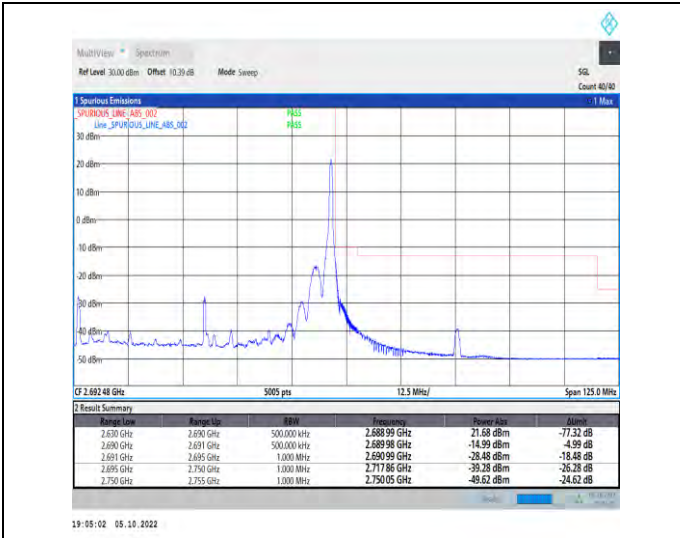 MultiView Spectrum
Ref Level 30.00 dBm Offset 10.39 dB Mode Sweep SGL
Count 40/40
1 Spurious Emissions 1 Max
_SPURIOUS_LINE_ABS_002 PASS
Line _SPURIOUS_LINE_ABS_002 PASS
30 dBm
20 dBm
10 dBm
0 dBm
-10 dBm
-20 dBm
-30 dBm
-40 dBm
-50 dBm
CF 2.692 48 GHz 5005 pts 12.5 MHz/ Span 125.0 MHz
2 Result Summary
Range Low Range Up RBW Frequency Power Abs ΔLimit
2.630 GHz 2.690 GHz 500.000 kHz 2.688 99 GHz 21.68 dBm -77.32 dB
2.690 GHz 2.691 GHz 500.000 kHz 2.689 98 GHz -14.99 dBm -4.99 dB
2.691 GHz 2.695 GHz 1.000 MHz 2.690 99 GHz -28.48 dBm -18.48 dB
2.695 GHz 2.750 GHz 1.000 MHz 2.717 86 GHz -39.28 dBm -26.28 dB
2.750 GHz 2.755 GHz 1.000 MHz 2.750 05 GHz -49.62 dBm -24.62 dB
19:05:02 05.10.2022